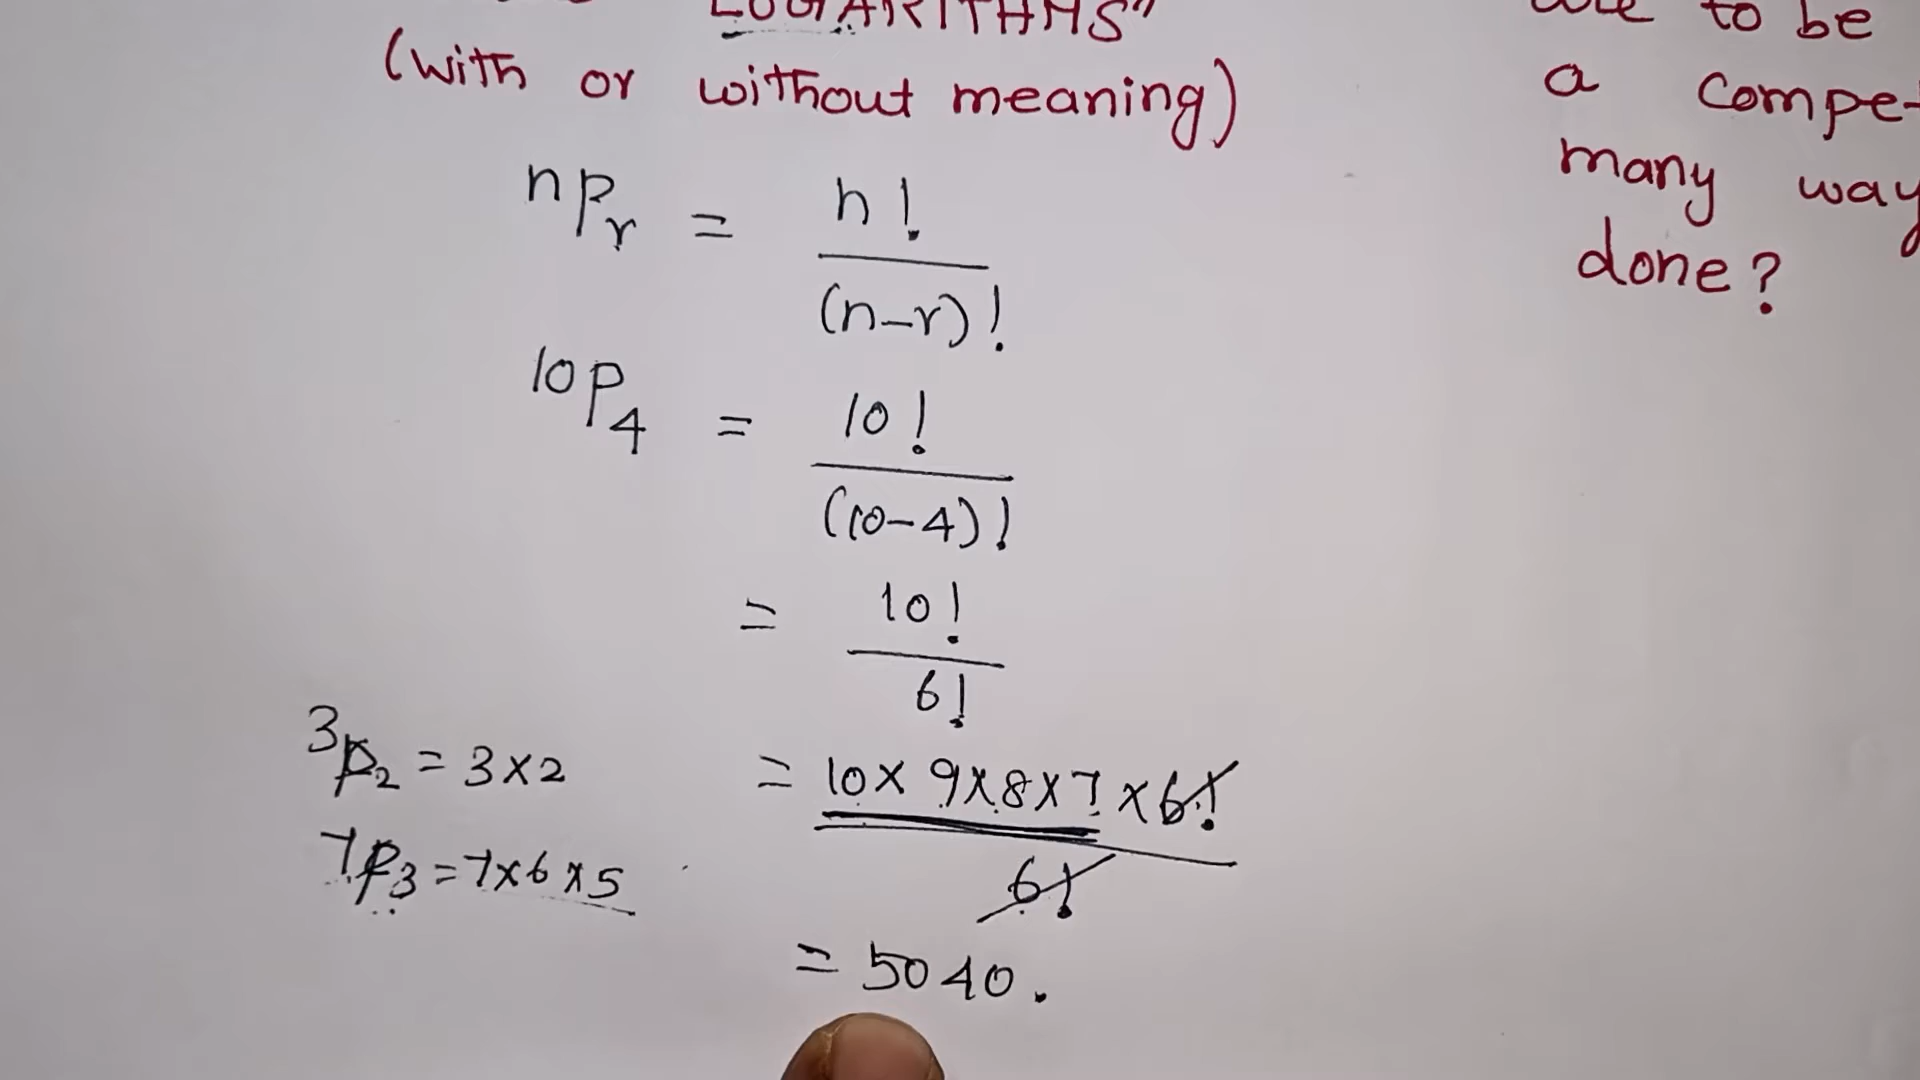 LOGARITHMS"
(with or without meaning)
nPr = n!
(n-r)!
10P4 = 10!
(10-4)!
= 10!
6!
3P2 = 3×2
7P3 = 7×6×5
= 10×9×8×7×6!
6!
= 5040.
to be
a compe-
many way
done?